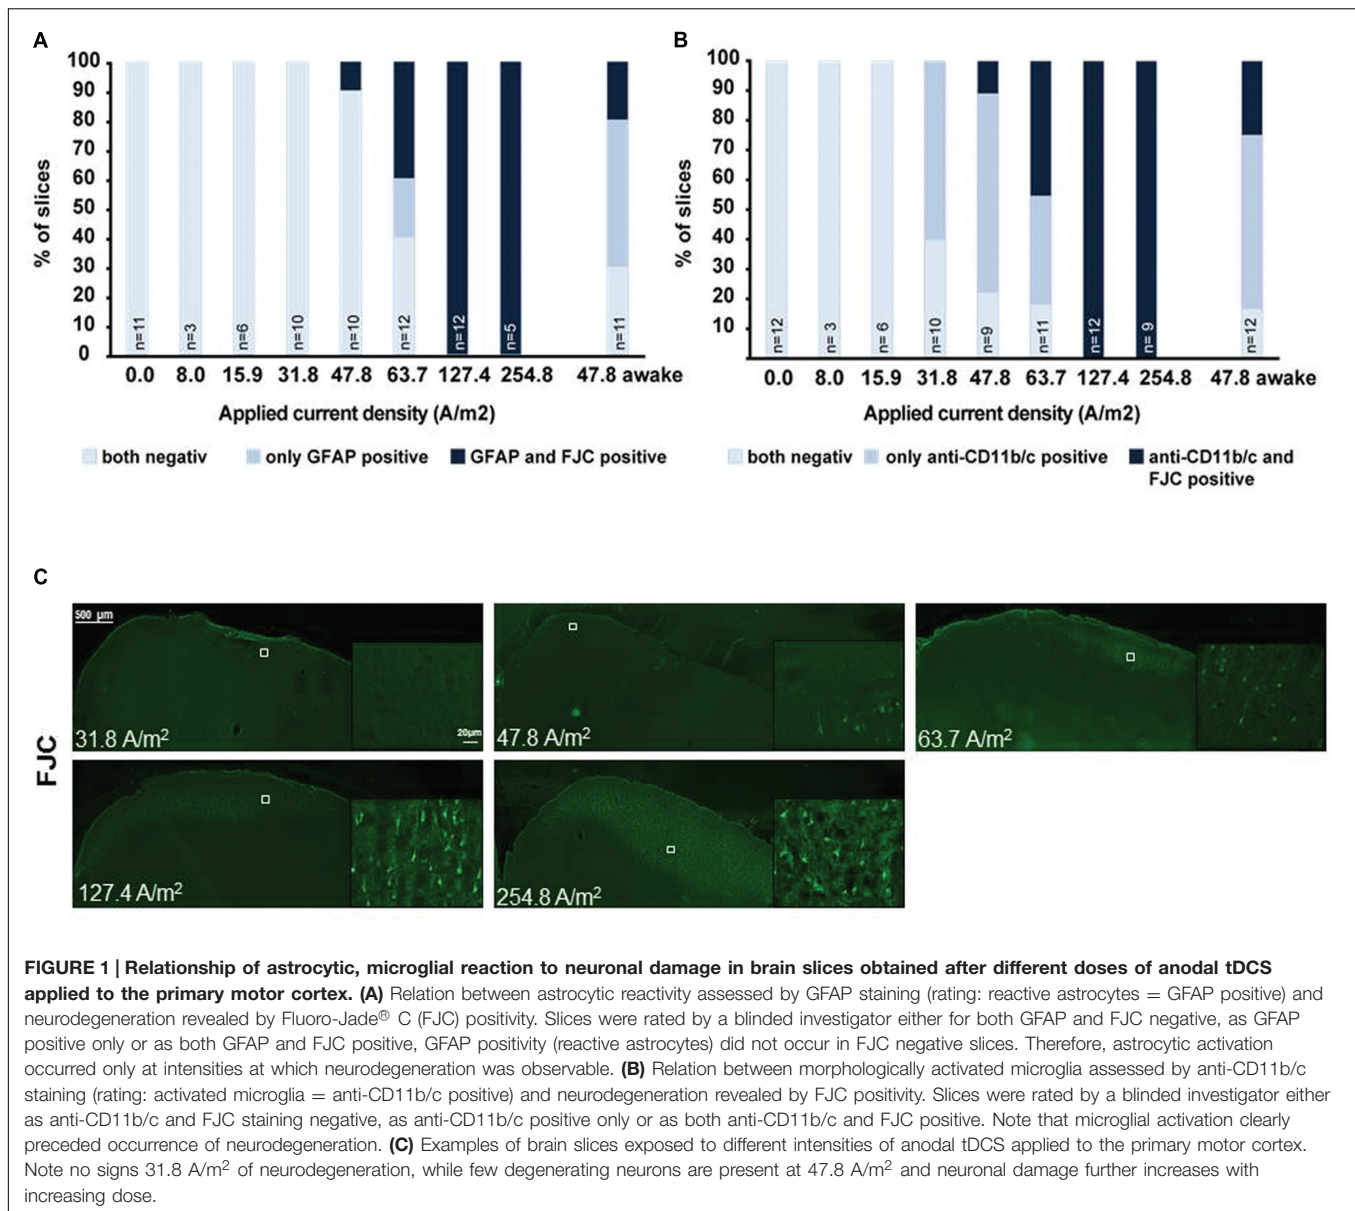 A
100
90
80
70
60
50
40
30
20
10
0
% of slices
n=11
n=3
n=6
n=10
n=10
n=12
n=12
n=5
n=11
0.0 8.0 15.9 31.8 47.8 63.7 127.4 254.8 47.8 awake
Applied current density (A/m2)
both negativ only GFAP positive GFAP and FJC positive
B
100
90
80
70
60
50
40
30
20
10
% of slices
n=12
n= 3
n= 6
n=10
n=9
n=11
n=12
n= 9
n=12
0.0 8.0 15.9 31.8 47.8 63.7 127.4 254.8 47.8 awake
Applied current density (A/m2)
both negativ only anti-CD11b/c positive anti-CD11b/c and
FJC positive
C
FJC
500 µm
20µm
31.8 A/m²
47.8 A/m²
63.7 A/m²
127.4 A/m²
254.8 A/m²
FIGURE 1 | Relationship of astrocytic, microglial reaction to neuronal damage in brain slices obtained after different doses of anodal tDCS
applied to the primary motor cortex. (A) Relation between astrocytic reactivity assessed by GFAP staining (rating: reactive astrocytes = GFAP positive) and
neurodegeneration revealed by Fluoro-Jade® C (FJC) positivity. Slices were rated by a blinded investigator either for both GFAP and FJC negative, as GFAP
positive only or as both GFAP and FJC positive, GFAP positivity (reactive astrocytes) did not occur in FJC negative slices. Therefore, astrocytic activation
occurred only at intensities at which neurodegeneration was observable. (B) Relation between morphologically activated microglia assessed by anti-CD11b/c
staining (rating: activated microglia = anti-CD11b/c positive) and neurodegeneration revealed by FJC positivity. Slices were rated by a blinded investigator either
as anti-CD11b/c and FJC staining negative, as anti-CD11b/c positive only or as both anti-CD11b/c and FJC positive. Note that microglial activation clearly
preceded occurrence of neurodegeneration. (C) Examples of brain slices exposed to different intensities of anodal tDCS applied to the primary motor cortex.
Note no signs 31.8 A/m² of neurodegeneration, while few degenerating neurons are present at 47.8 A/m² and neuronal damage further increases with
increasing dose.